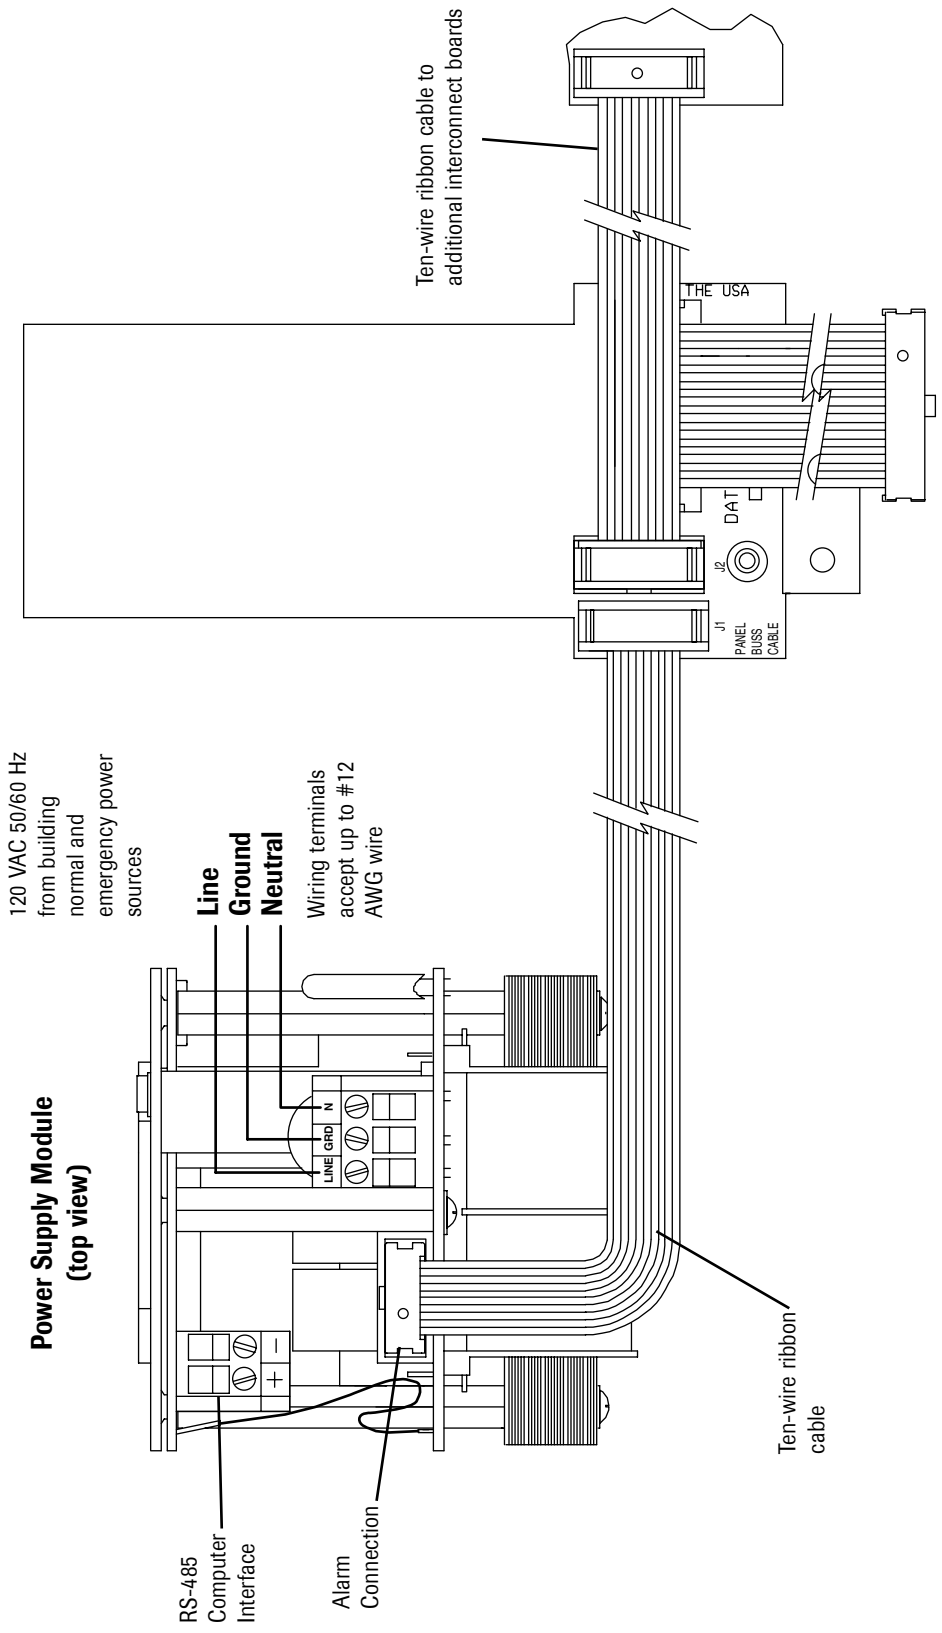 Power Supply Module
(top view)
120 VAC 50/60 Hz
from building
normal and
emergency power
sources
Line
Ground
Neutral
Wiring terminals
accept up to #12
AWG wire
LINE
GRD
N
+
−
RS-485
Computer
Interface
Alarm
Connection
Ten-wire ribbon
cable
Ten-wire ribbon cable to
additional interconnect boards
J1
PANEL
BUSS
CABLE
J2
DAT
THE USA